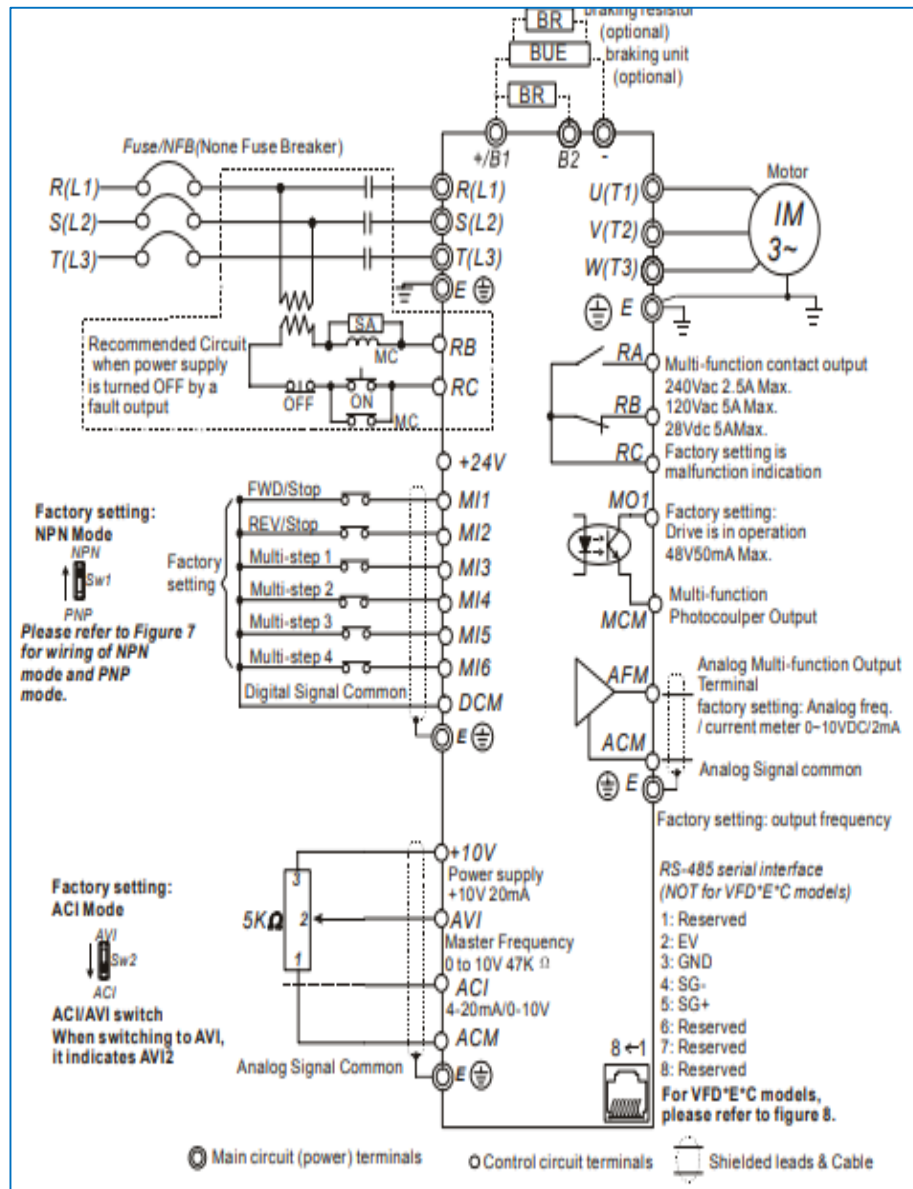 BR
braking resistor
(optional)
BUE
braking unit
(optional)
BR
Fuse/NFB(None Fuse Breaker)
+/B1
B2
-
Motor
R(L1)
R(L1)
U(T1)
IM
3~
S(L2)
S(L2)
V(T2)
T(L3)
T(L3)
W(T3)
E
E
Recommended Circuit
when power supply
is turned OFF by a
fault output
SA
MC
RB
OFF
ON
MC
RC
RA
Multi-function contact output
240Vac 2.5A Max.
RB
120Vac 5A Max.
28Vdc 5AMax.
RC
Factory setting is
malfunction indication
+24V
Factory setting:
NPN Mode
NPN
Sw1
PNP
Please refer to Figure 7
for wiring of NPN
mode and PNP
mode.
Factory
setting
FWD/Stop
MI1
REV/Stop
MI2
Multi-step 1
MI3
Multi-step 2
MI4
Multi-step 3
MI5
Multi-step 4
MI6
Digital Signal Common
DCM
E
MO1
Factory setting:
Drive is in operation
48V50mA Max.
Multi-function
Photocoulper Output
MCM
AFM
Analog Multi-function Output
Terminal
factory setting: Analog freq.
/ current meter 0~10VDC/2mA
ACM
Analog Signal common
E
Factory setting: output frequency
Factory setting:
ACI Mode
AVI
Sw2
ACI
ACI/AVI switch
When switching to AVI,
it indicates AVI2
5KΩ
3
2
1
+10V
Power supply
+10V 20mA
AVI
Master Frequency
0 to 10V 47K Ω
ACI
4-20mA/0-10V
ACM
Analog Signal Common
E
RS-485 serial interface
(NOT for VFD*E*C models)
1: Reserved
2: EV
3: GND
4: SG-
5: SG+
6: Reserved
7: Reserved
8: Reserved
8←1
For VFD*E*C models,
please refer to figure 8.
Main circuit (power) terminals
Control circuit terminals
Shielded leads & Cable